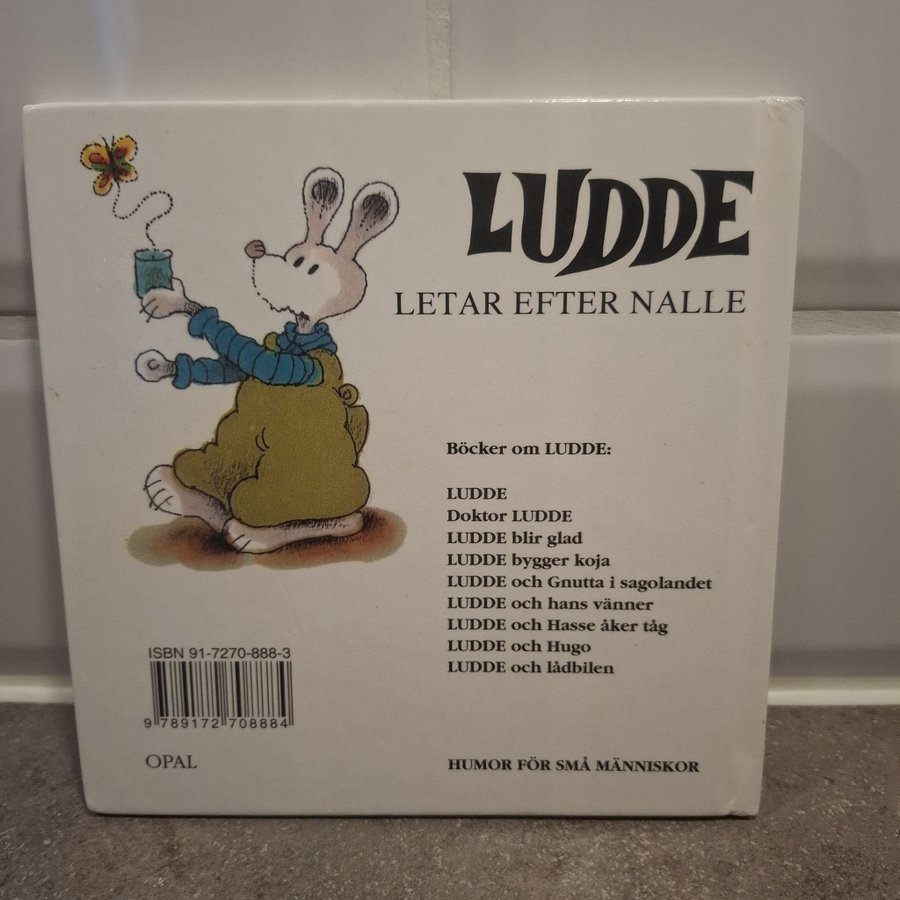 LUDDE
LETAR EFTER NALLE
Böcker om LUDDE:
LUDDE
Doktor LUDDE
LUDDE blir glad
LUDDE bygger koja
LUDDE och Gnutta i sagolandet
LUDDE och hans vänner
LUDDE och Hasse åker tåg
LUDDE och Hugo
LUDDE och lådbilen
ISBN 91-7270-888-3
9 789172 708884
OPAL
HUMOR FÖR SMÅ MÄNNISKOR